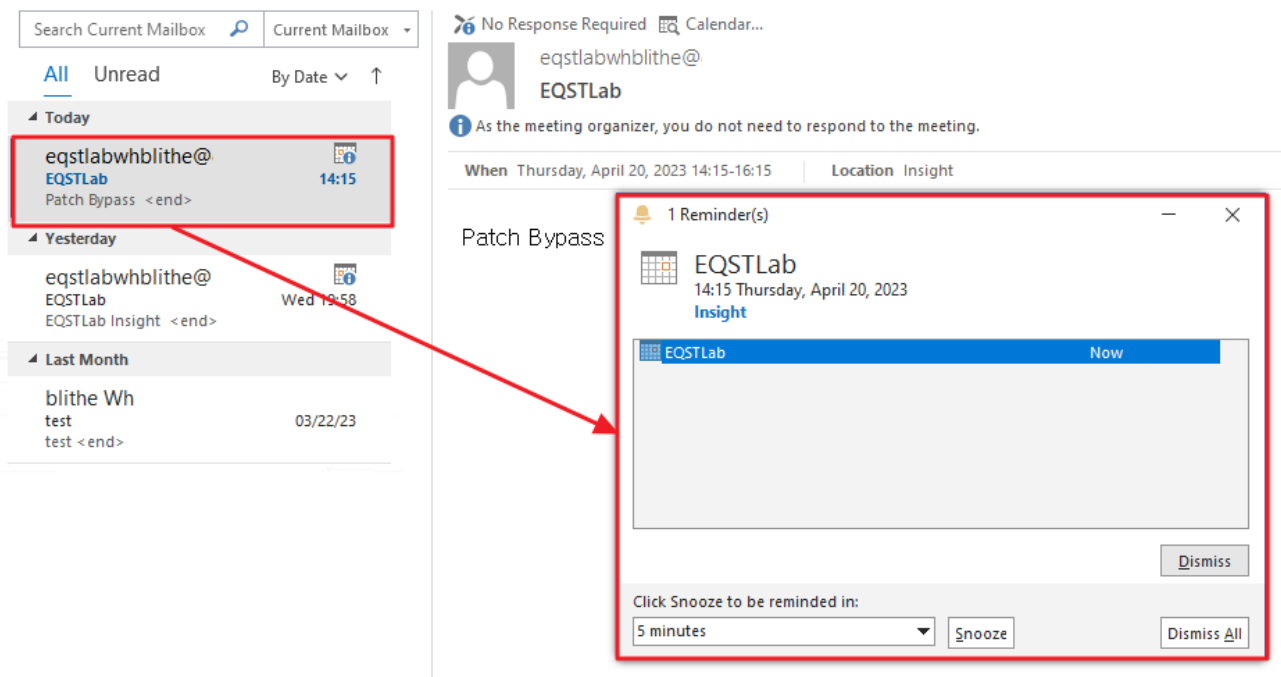 Search Current Mailbox
Current Mailbox
All Unread By Date
Today
eqstlabwhblithe@
EQSTLab 14:15
Patch Bypass <end>
Yesterday
eqstlabwhblithe@
EQSTLab Wed 19:58
EQSTLab Insight <end>
Last Month
blithe Wh
test 03/22/23
test <end>
No Response Required Calendar...
eqstlabwhblithe@
EQSTLab
As the meeting organizer, you do not need to respond to the meeting.
When Thursday, April 20, 2023 14:15-16:15 Location Insight
Patch Bypass
1 Reminder(s)
EQSTLab
14:15 Thursday, April 20, 2023
Insight
EQSTLab Now
Dismiss
Click Snooze to be reminded in:
5 minutes Snooze Dismiss All